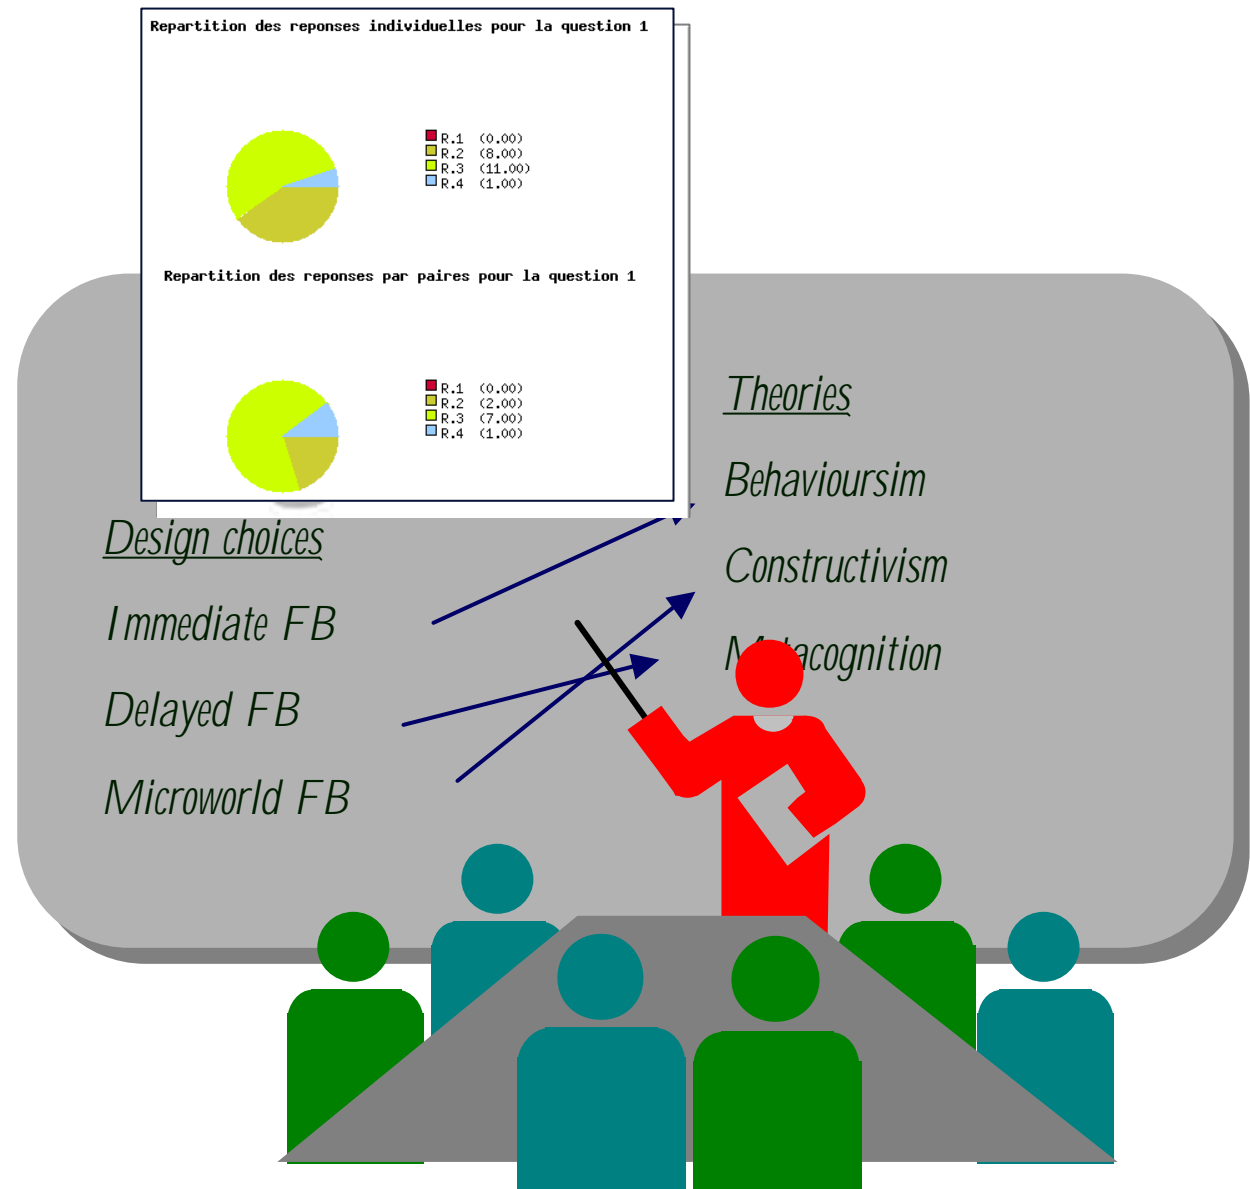 Repartition des reponses individuelles pour la question 1
R.1 (0.00)
R.2 (8.00)
R.3 (11.00)
R.4 (1.00)
Repartition des reponses par paires pour la question 1
R.1 (0.00)
R.2 (2.00)
R.3 (7.00)
R.4 (1.00)
Design choices
Immediate FB
Delayed FB
Microworld FB
Theories
Behavioursim
Constructivism
Metacognition